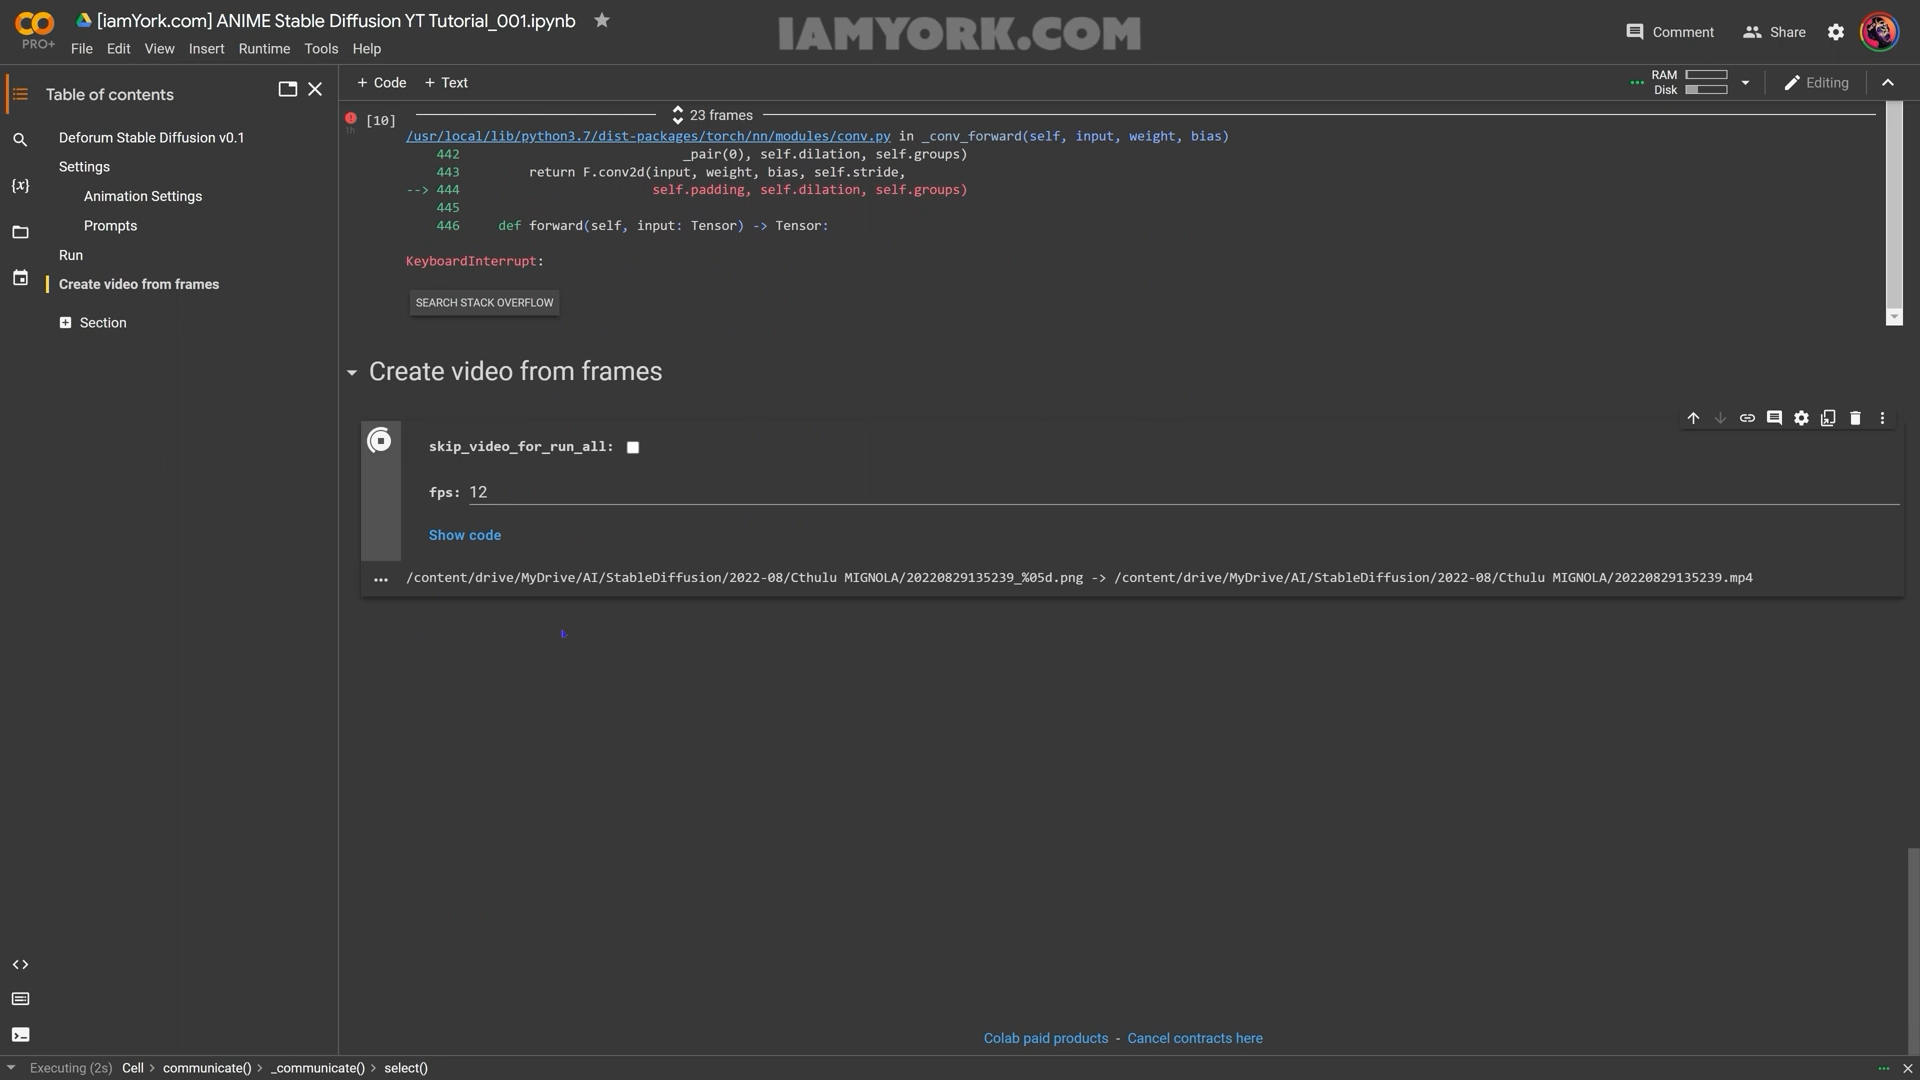 [iamYork.com] ANIME Stable Diffusion YT Tutorial_001.ipynb
IAMYORK.COM
Comment
Share
PRO+
File Edit View Insert Runtime Tools Help
Table of contents
+ Code + Text
RAM
Disk
Editing
Deforum Stable Diffusion v0.1
Settings
Animation Settings
Prompts
Run
Create video from frames
Section
[10]
1h
23 frames
/usr/local/lib/python3.7/dist-packages/torch/nn/modules/conv.py in _conv_forward(self, input, weight, bias)
442 _pair(0), self.dilation, self.groups)
443 return F.conv2d(input, weight, bias, self.stride,
--> 444 self.padding, self.dilation, self.groups)
445
446 def forward(self, input: Tensor) -> Tensor:
KeyboardInterrupt:
SEARCH STACK OVERFLOW
Create video from frames
skip_video_for_run_all:
fps: 12
Show code
/content/drive/MyDrive/AI/StableDiffusion/2022-08/Cthulu MIGNOLA/20220829135239_%05d.png -> /content/drive/MyDrive/AI/StableDiffusion/2022-08/Cthulu MIGNOLA/20220829135239.mp4
Colab paid products - Cancel contracts here
Executing (2s) Cell > communicate() > _communicate() > select()